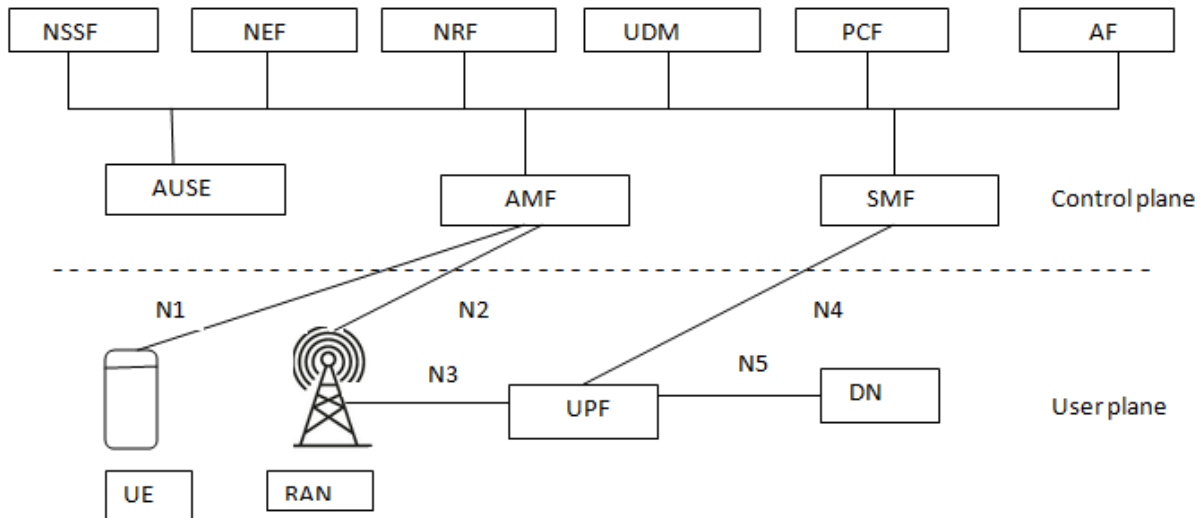 NSSF
NEF
NRF
UDM
PCF
AF
AUSE
AMF
SMF
Control plane
N1
N2
N4
N3
N5
UPF
DN
User plane
UE
RAN